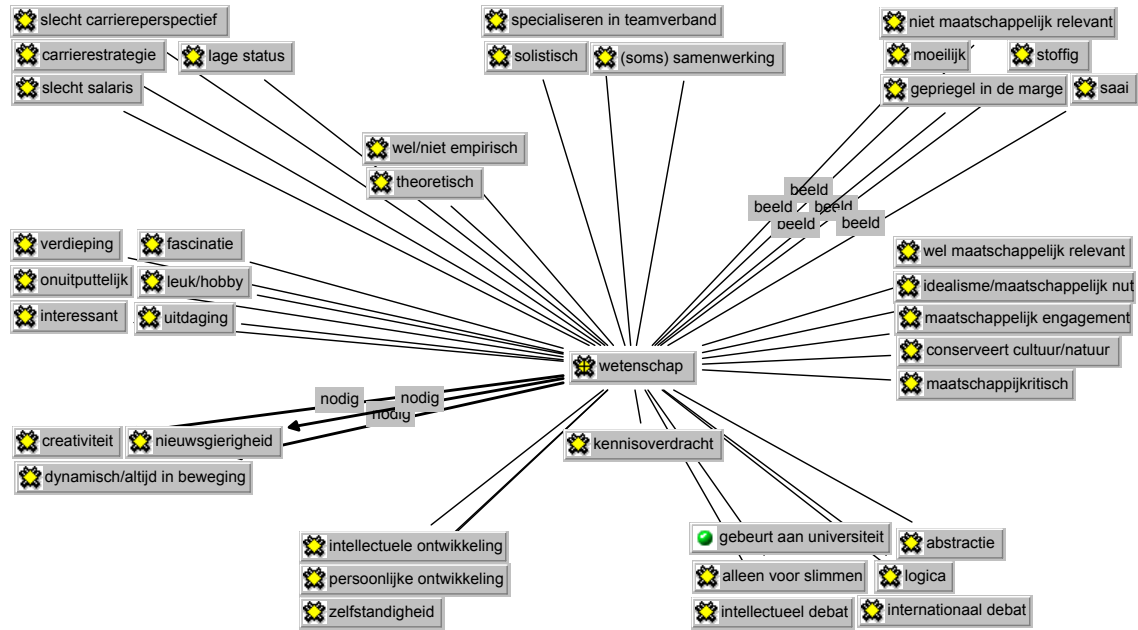 slecht carriereperspectief
carrierestrategie
lage status
slecht salaris
specialiseren in teamverband
solistisch
(soms) samenwerking
niet maatschappelijk relevant
moeilijk
stoffig
gepriegel in de marge
saai
wel/niet empirisch
theoretisch
beeld
beeld
beeld
beeld
beeld
verdieping
fascinatie
onuitputtelijk
leuk/hobby
interessant
uitdaging
wel maatschappelijk relevant
idealisme/maatschappelijk nut
maatschappelijk engagement
conserveert cultuur/natuur
maatschappijkritisch
wetenschap
nodig
nodig
nodig
creativiteit
nieuwsgierigheid
dynamisch/altijd in beweging
kennisoverdracht
intellectuele ontwikkeling
persoonlijke ontwikkeling
zelfstandigheid
gebeurt aan universiteit
abstractie
alleen voor slimmen
logica
intellectueel debat
internationaal debat